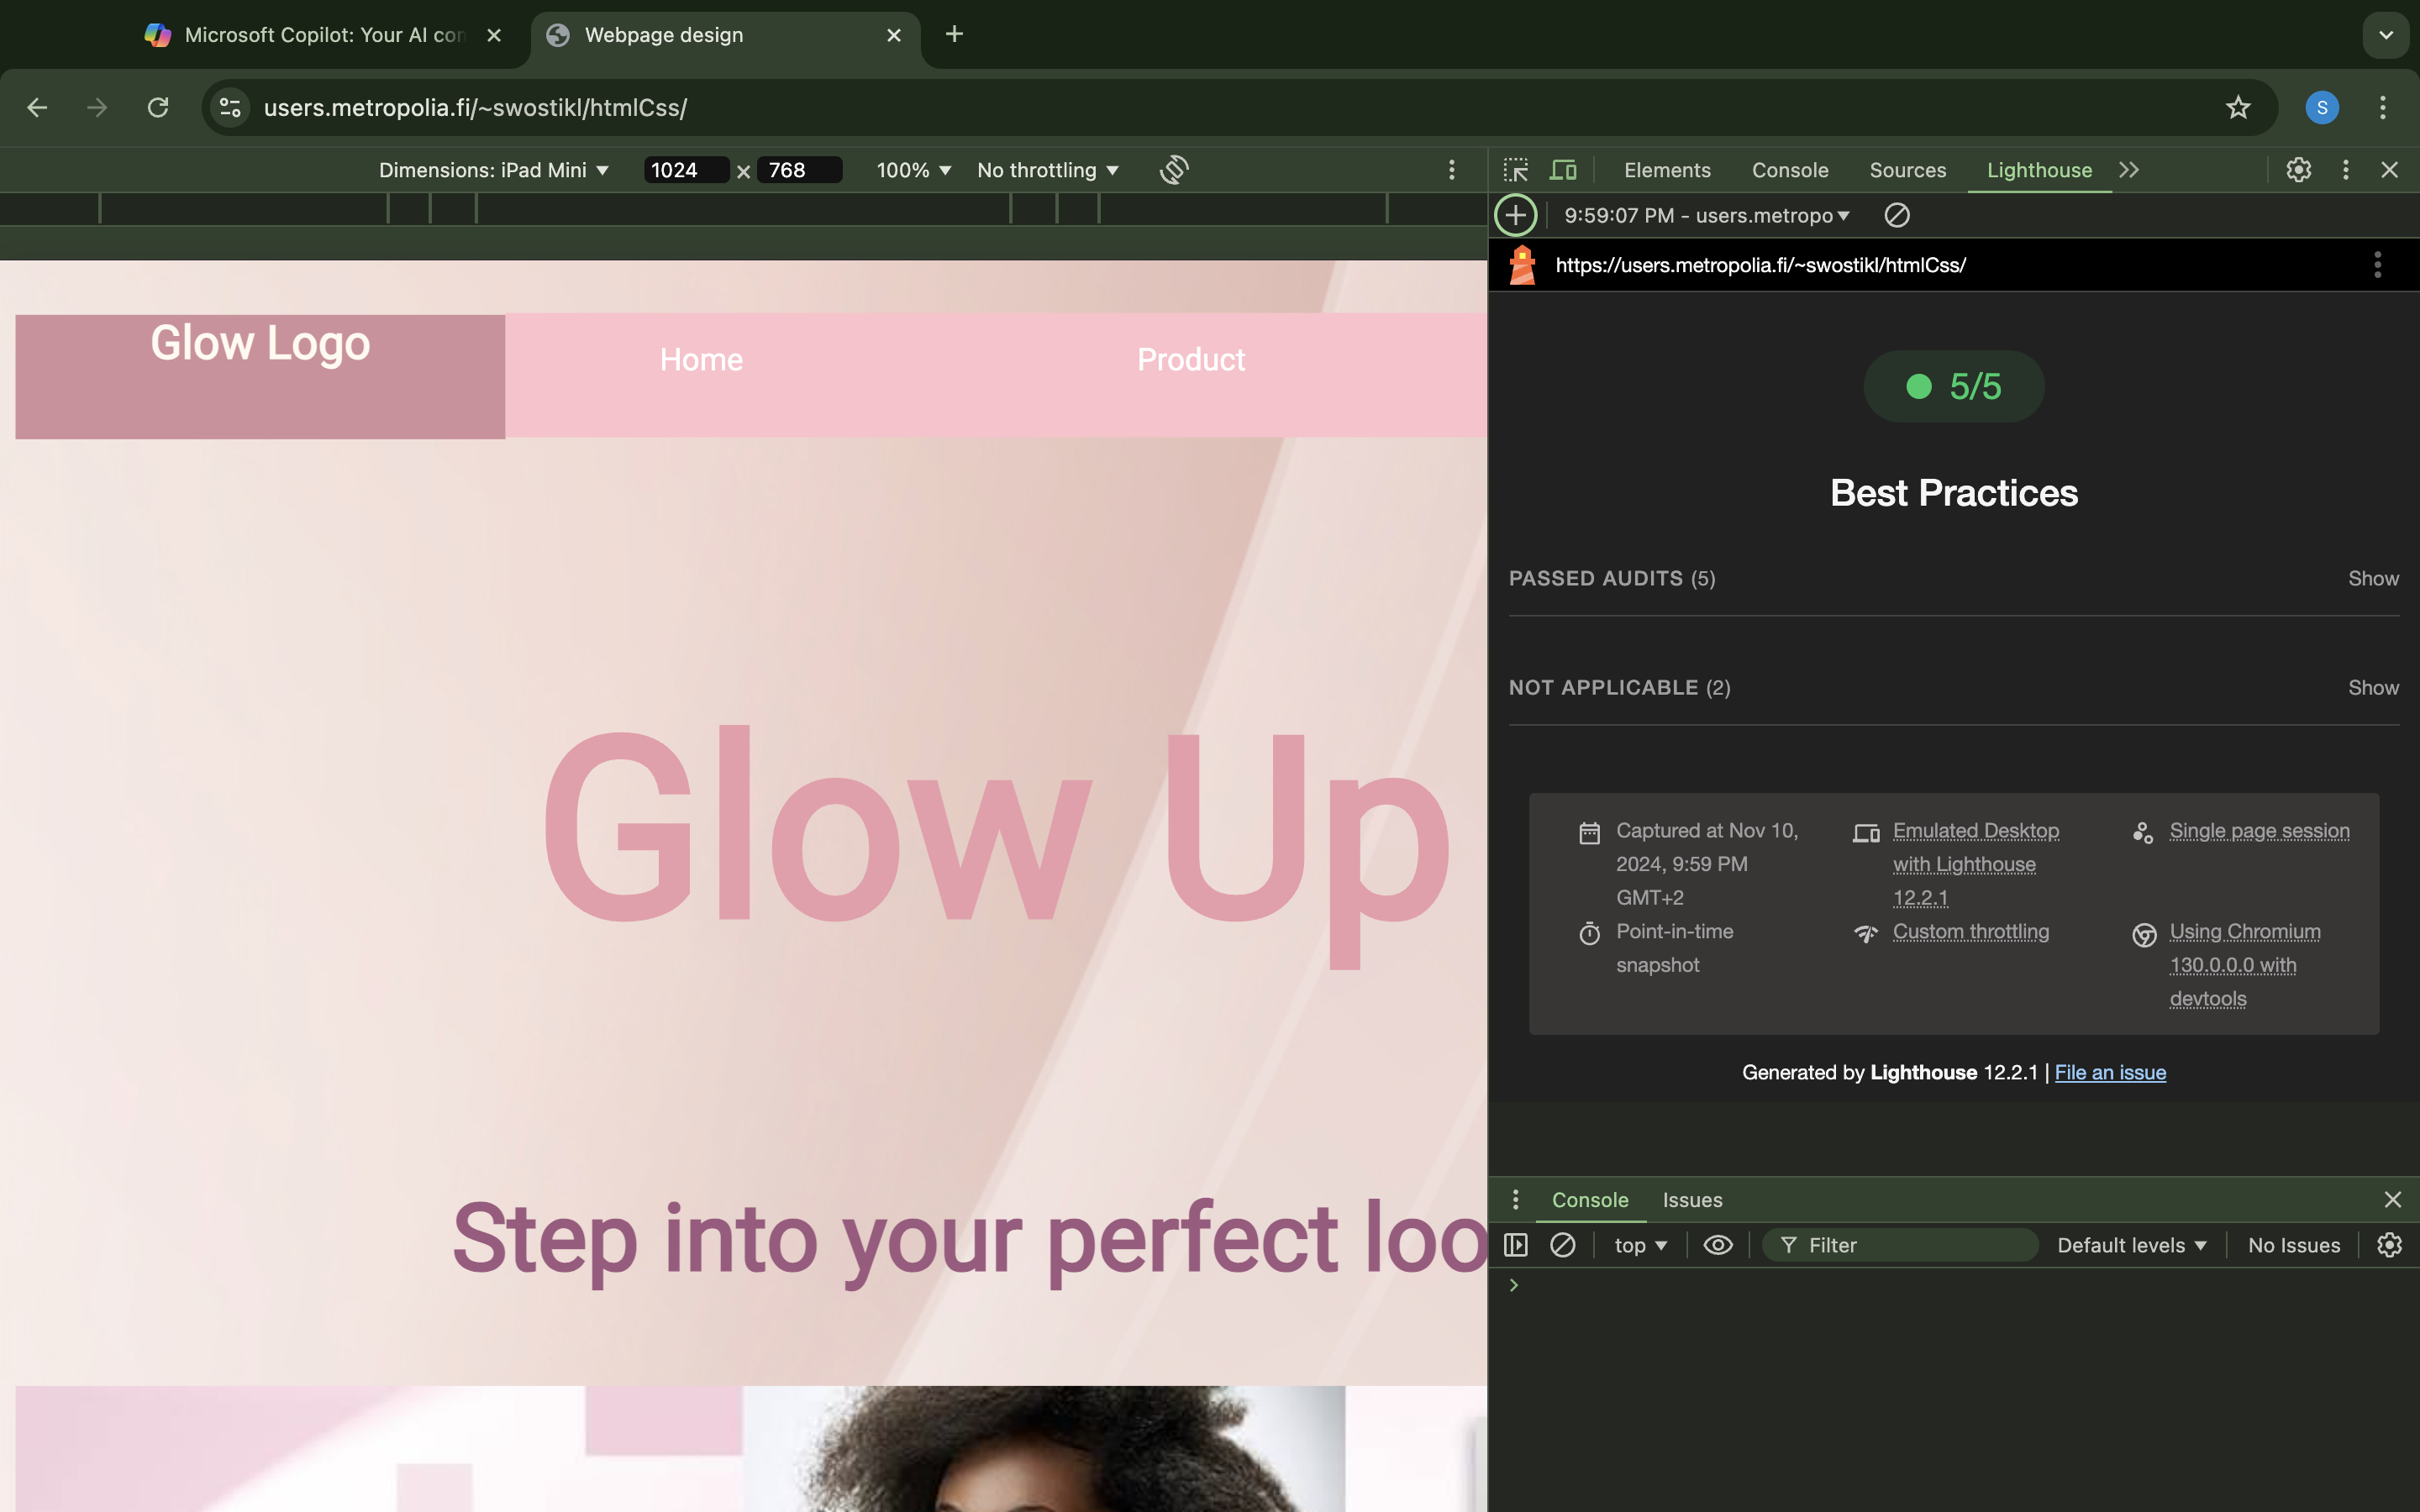 Microsoft Copilot: Your AI con
Webpage design
users.metropolia.fi/~swostikl/htmlCss/
S
Dimensions: iPad Mini ▼ 1024 × 768 100% ▼ No throttling ▼
Elements Console Sources Lighthouse
9:59:07 PM - users.metropo▼
https://users.metropolia.fi/~swostikl/htmlCss/
Glow Logo
Home
Product
Glow Up
Step into your perfect loo
5/5
Best Practices
PASSED AUDITS (5) Show
NOT APPLICABLE (2) Show
Captured at Nov 10,
2024, 9:59 PM
GMT+2
Emulated Desktop
with Lighthouse
12.2.1
Single page session
Point-in-time
snapshot
Custom throttling
Using Chromium
130.0.0.0 with
devtools
Generated by Lighthouse 12.2.1 | File an issue
Console Issues
top ▼ Filter Default levels ▼ No Issues